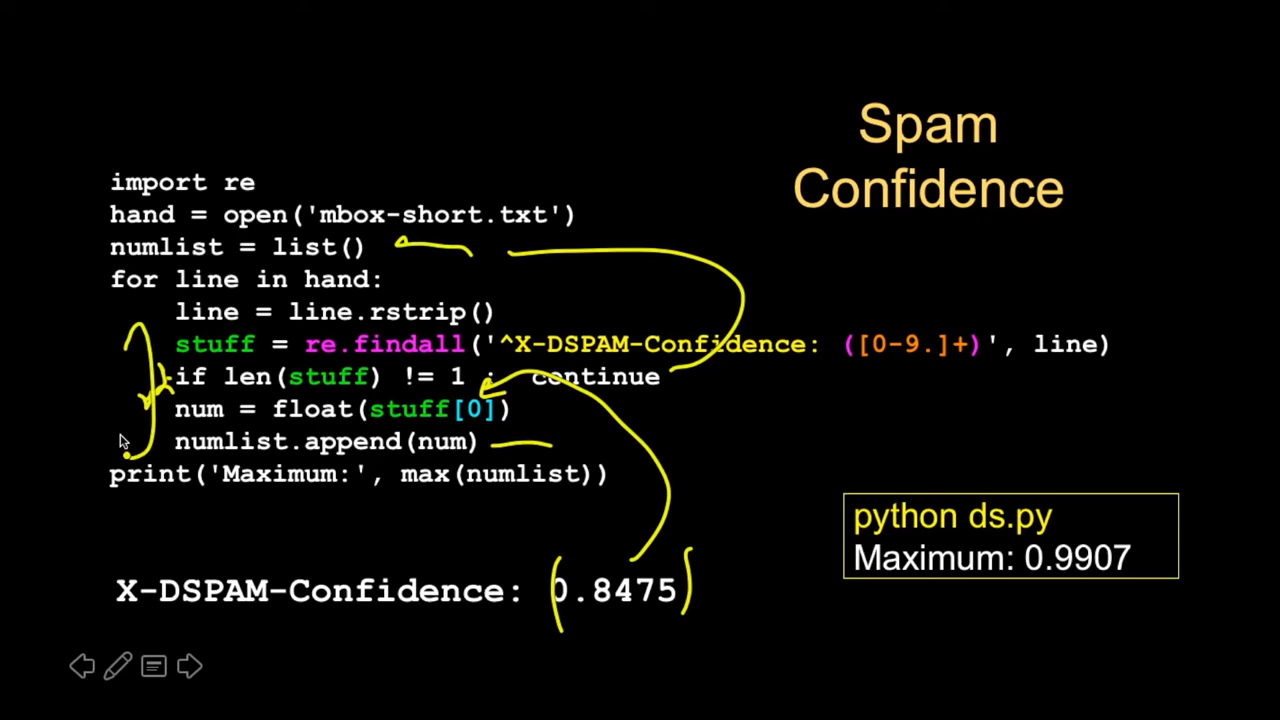 Spam
Confidence
import re
hand = open('mbox-short.txt')
numlist = list()
for line in hand:
    line = line.rstrip()
    stuff = re.findall('^X-DSPAM-Confidence: ([0-9.]+)', line)
    if len(stuff) != 1 :  continue
    num = float(stuff[0])
    numlist.append(num)
print('Maximum:', max(numlist))
python ds.py
Maximum: 0.9907
X-DSPAM-Confidence: 0.8475